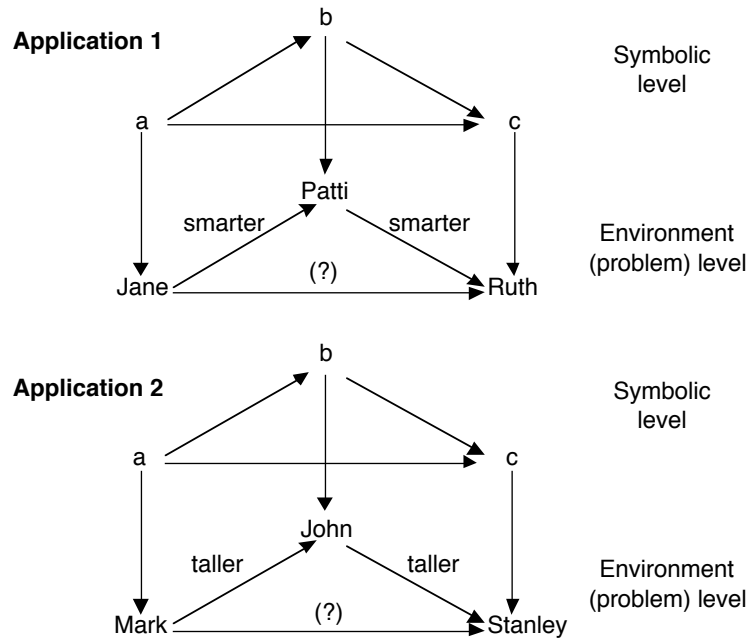 b
Application 1
Symbolic
level
a
c
Patti
smarter
smarter
Environment
(problem) level
(?)
Jane
Ruth
b
Application 2
Symbolic
level
a
c
John
taller
taller
Environment
(problem) level
(?)
Mark
Stanley